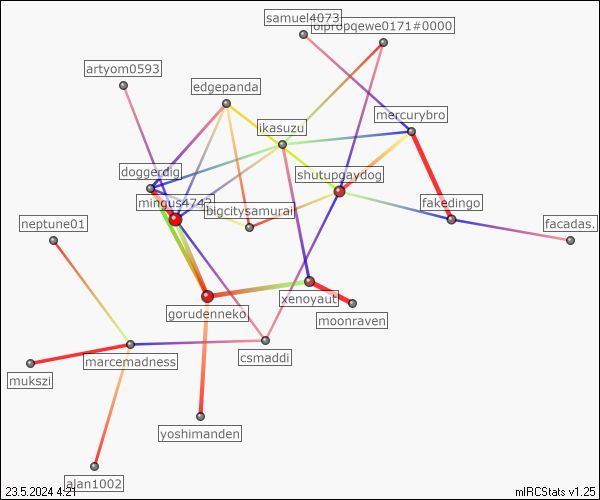 samuel4073
olpropqewe0171#0000
artyom0593
edgepanda
mercurybro
ikasuzu
doggerdig
shutupgaydog
mingus4742
bigcitysamurai
fakedingo
neptune01
facadas.
xenoyaut
gorudenneko.
moonraven
marcemadness
csmaddi
mukszi
yoshimanden
alan1002
23.5.2024 4:21
mIRCStats v1.25